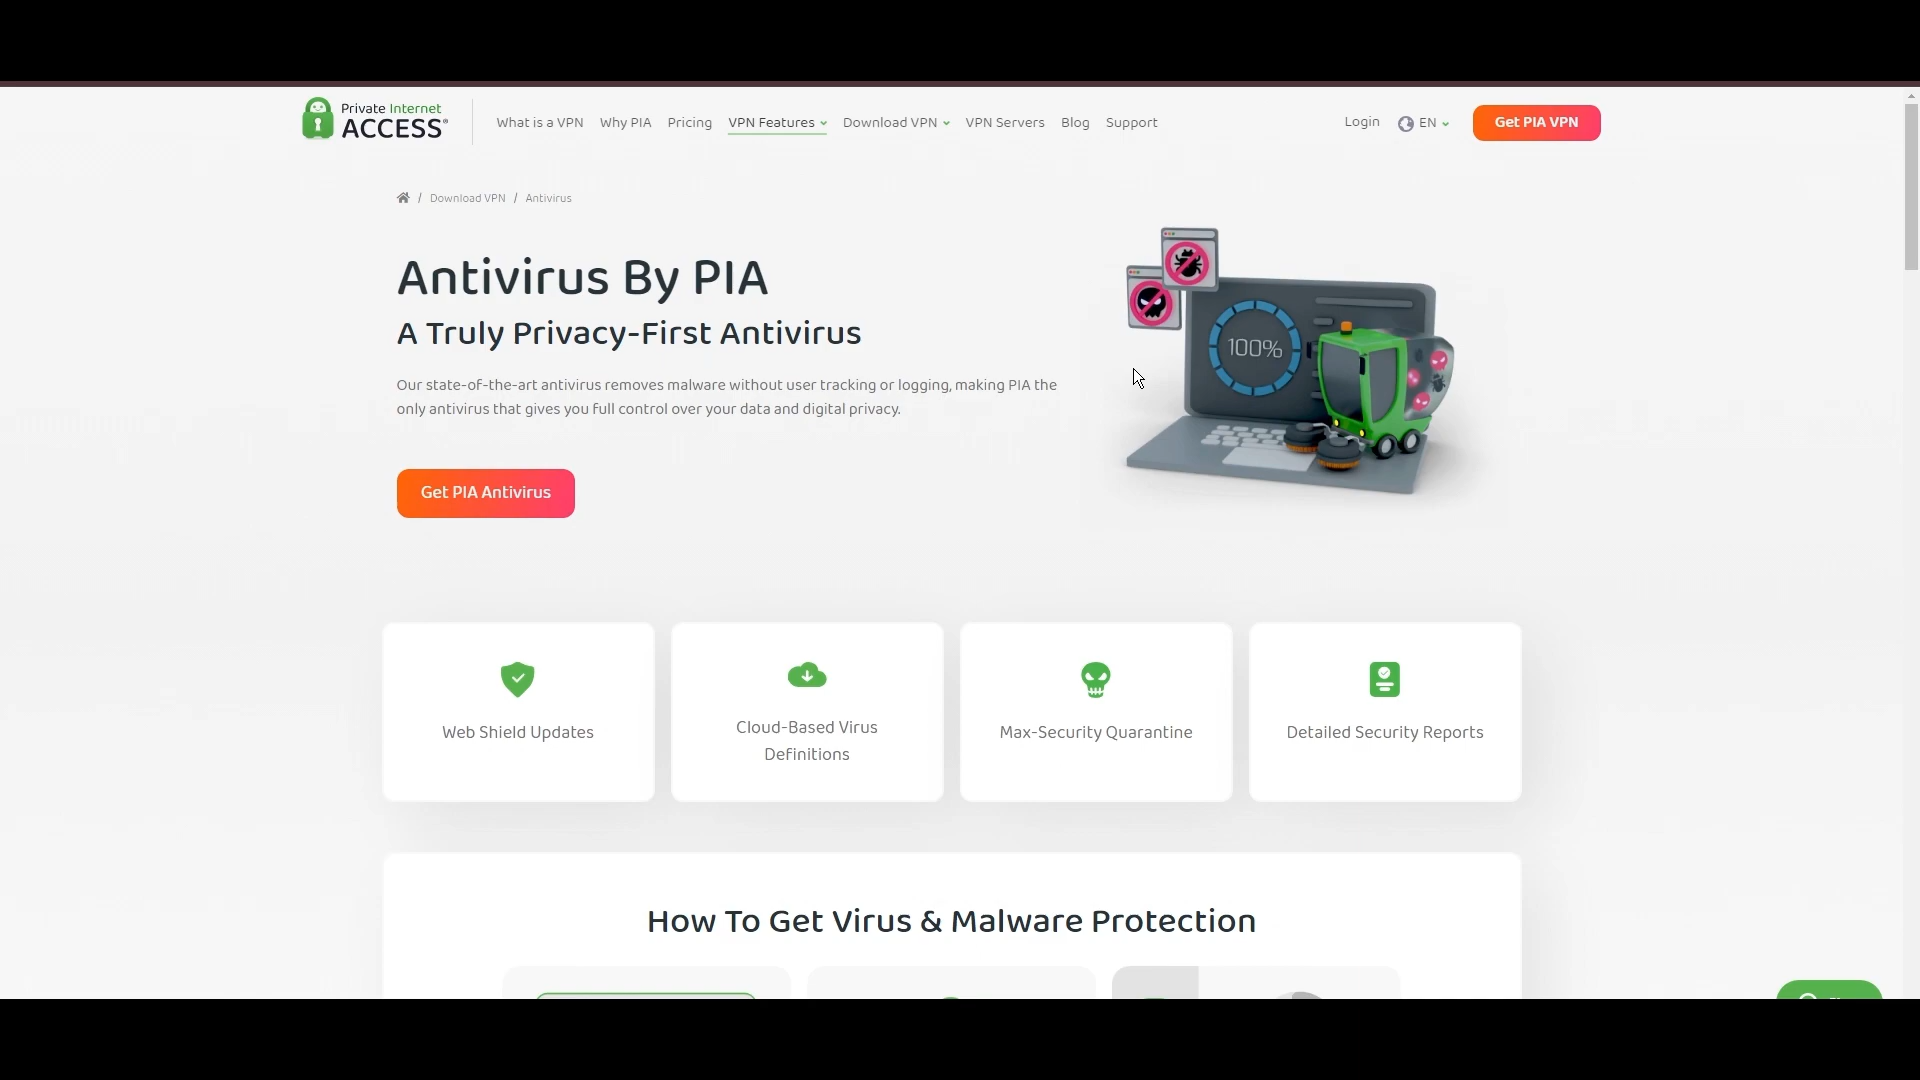 Private Internet
ACCESS®
What is a VPN
Why PIA
Pricing
VPN Features
Download VPN
VPN Servers
Blog
Support
Login
EN
Get PIA VPN
/ Download VPN / Antivirus
Antivirus By PIA
A Truly Privacy-First Antivirus
Our state-of-the-art antivirus removes malware without user tracking or logging, making PIA the
only antivirus that gives you full control over your data and digital privacy.
Get PIA Antivirus
100%
Web Shield Updates
Cloud-Based Virus
Definitions
Max-Security Quarantine
Detailed Security Reports
How To Get Virus & Malware Protection